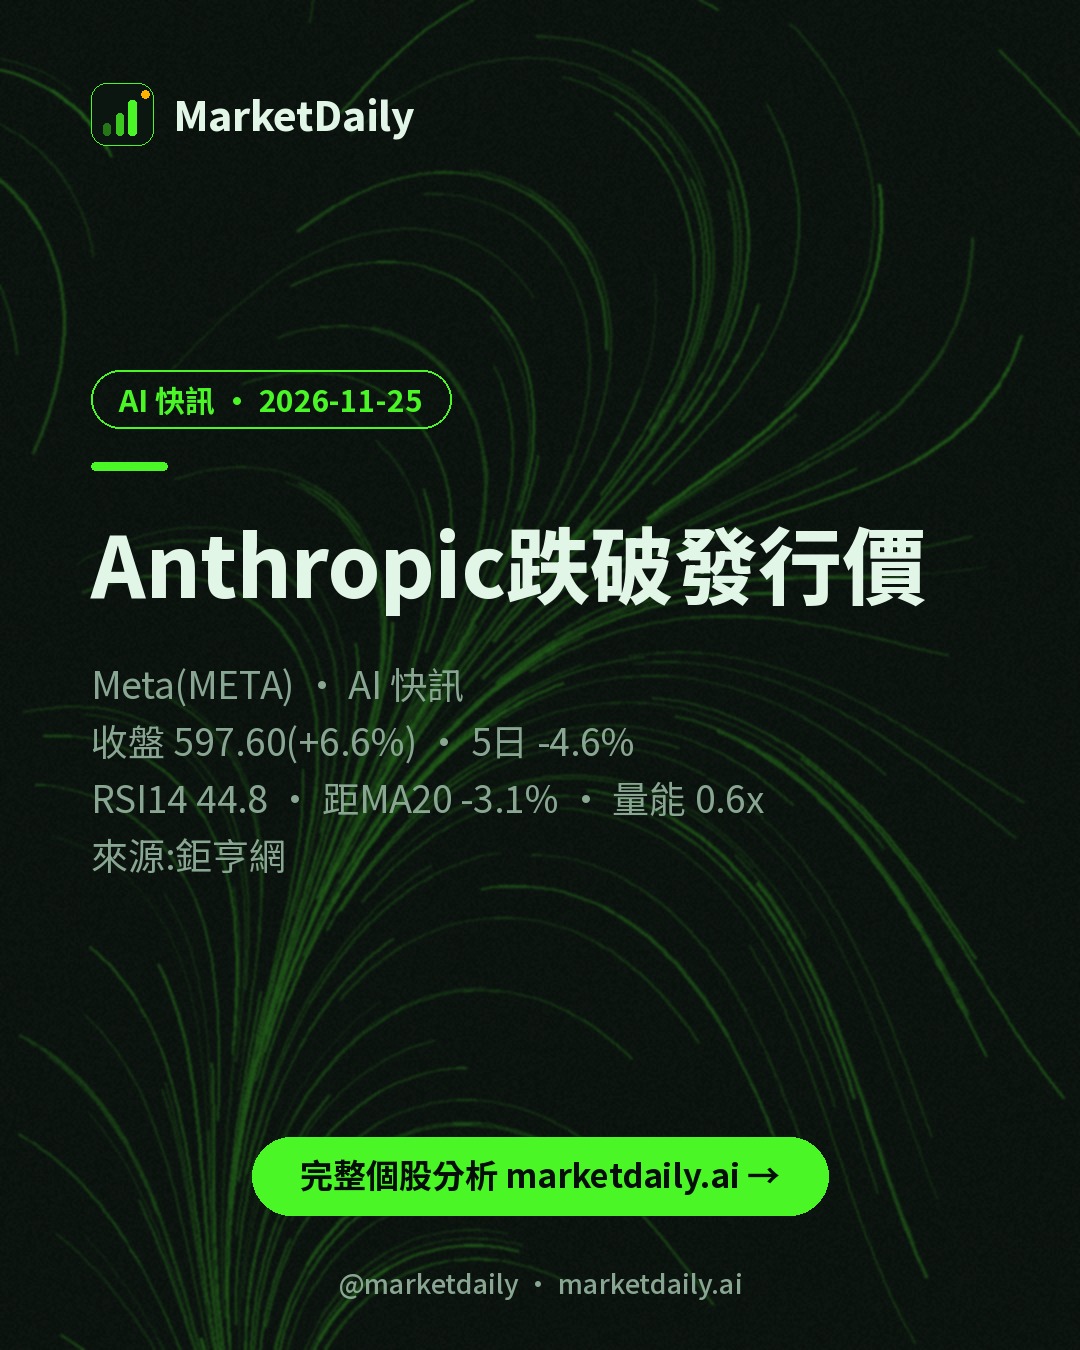 MarketDaily
AI 快訊 · 2026-11-25
Anthropic跌破發行價
Meta(META) · AI 快訊
收盤 597.60(+6.6%) · 5日 -4.6%
RSI14 44.8 · 距MA20 -3.1% · 量能 0.6x
來源:鉅亨網
完整個股分析 marketdaily.ai →
@marketdaily · marketdaily.ai